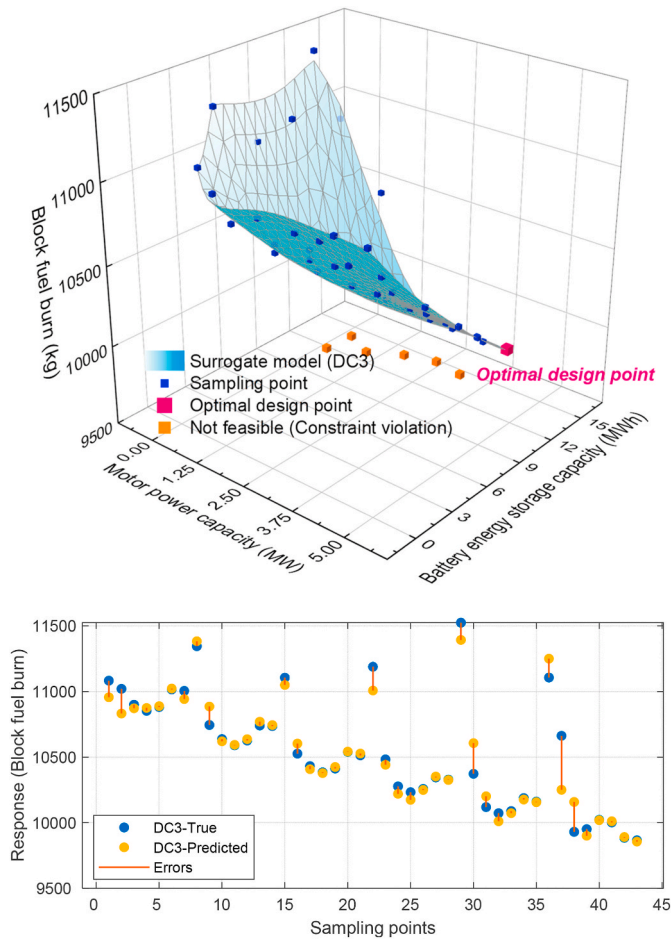 11500
11000
10500
10000
9500
Block fuel burn (kg)
Surrogate model (DC3)
Sampling point
Optimal design point
Not feasible (Constraint violation)
Optimal design point
0.00
1.25
2.50
3.75
5.00
Motor power capacity (MW)
0
3
6
9
12
15
Battery energy storage capacity (MWh)
11500
11000
10500
10000
9500
Response (Block fuel burn)
DC3-True
DC3-Predicted
Errors
0 5 10 15 20 25 30 35 40 45
Sampling points